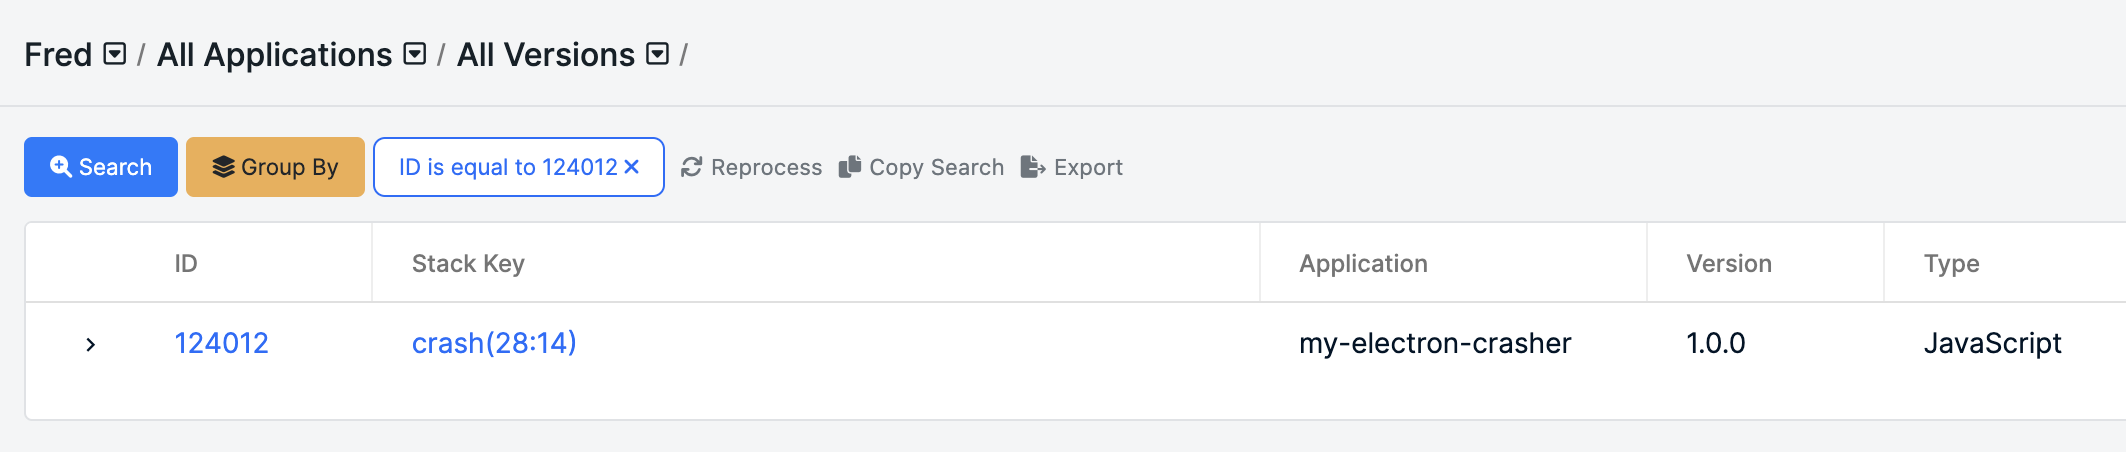 Fred / All Applications / All Versions /
Search Group By ID is equal to 124012 × Reprocess Copy Search Export
ID Stack Key Application Version Type
124012 crash(28:14) my-electron-crasher 1.0.0 JavaScript